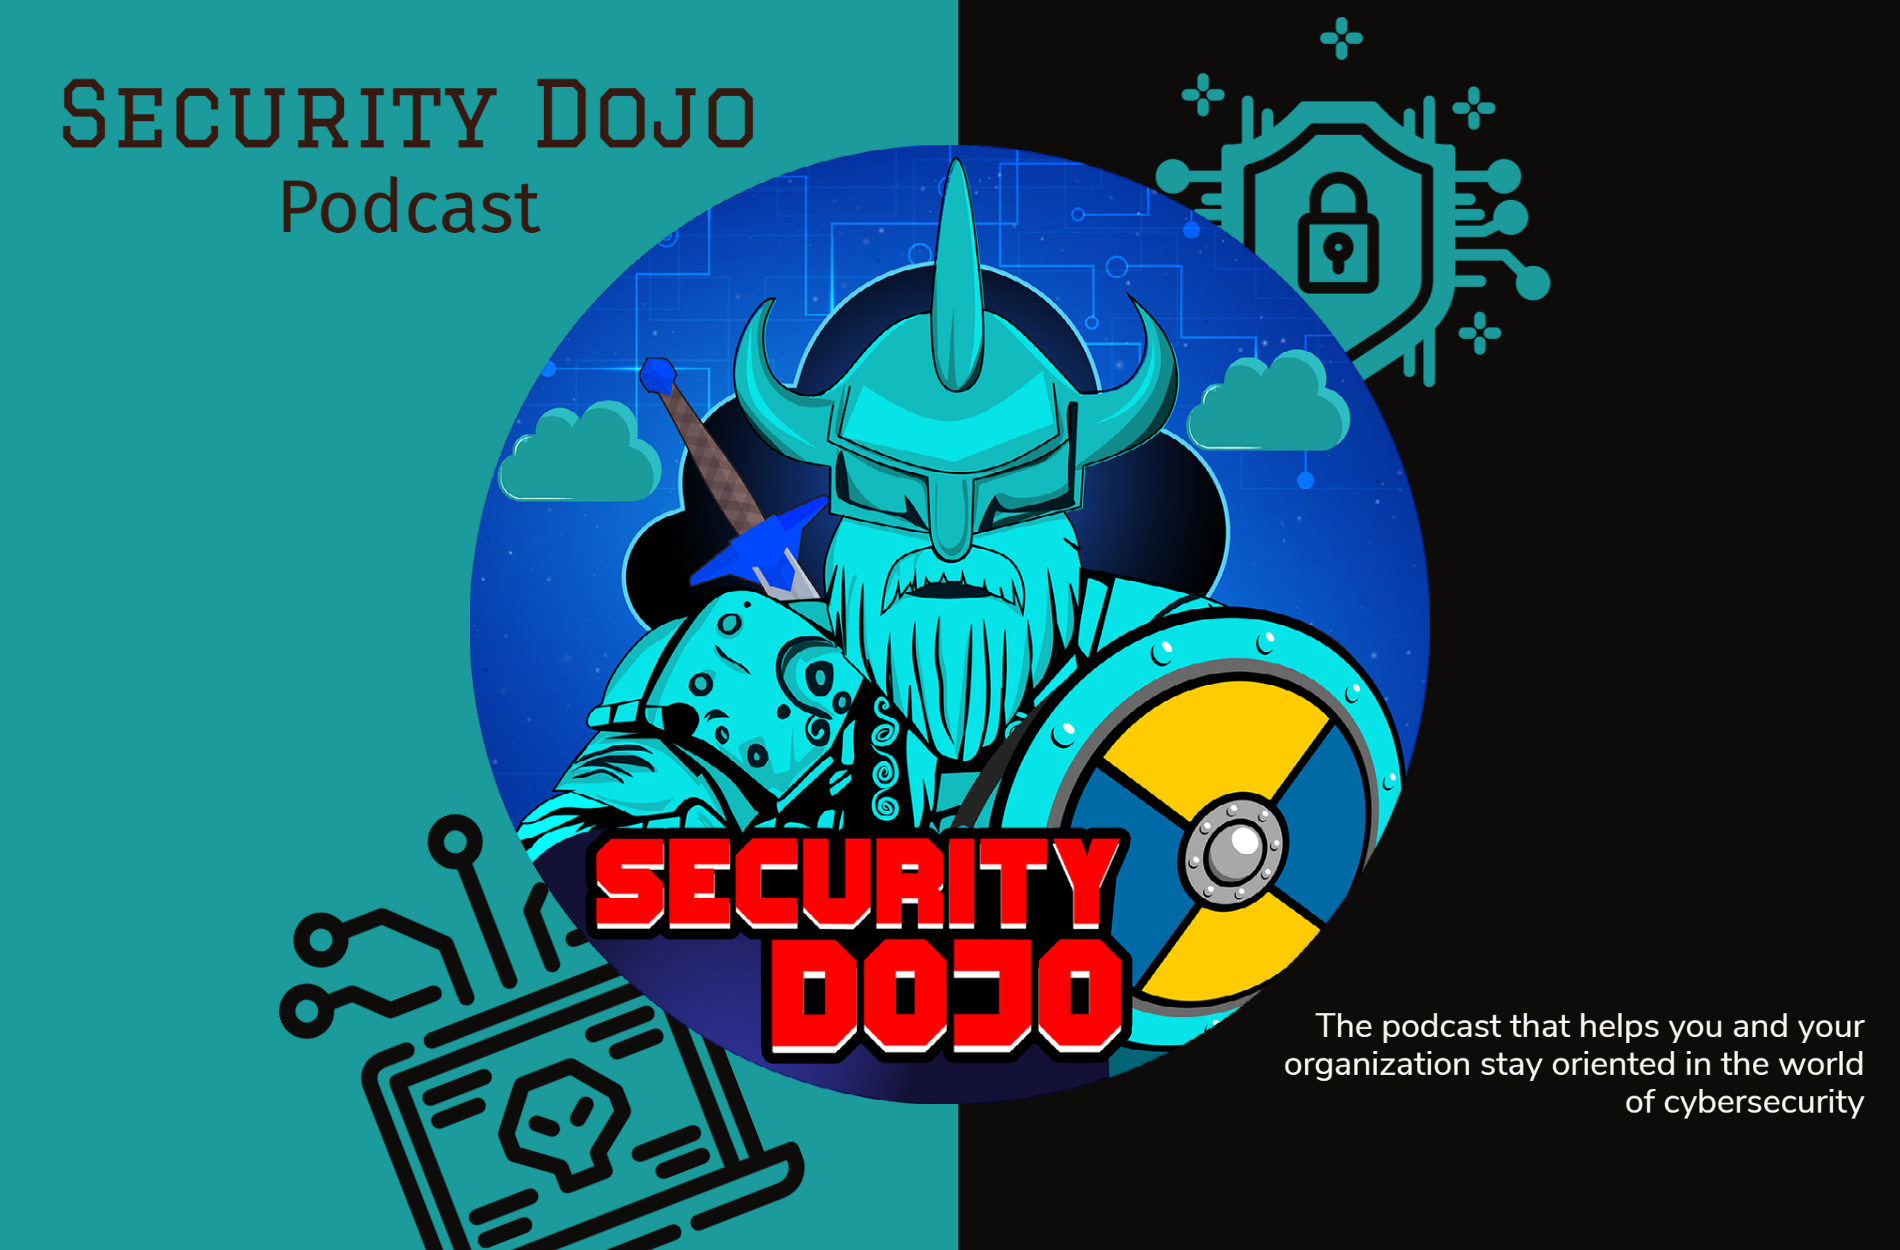 Security Dojo
Podcast
SECURITY
DOJO
The podcast that helps you and your
organization stay oriented in the world
of cybersecurity